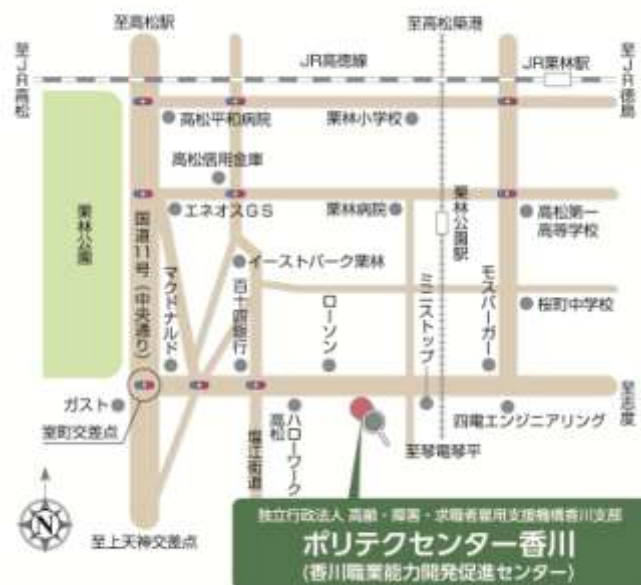 至高松駅
至高松築港
至JR高松
JR高徳線
JR栗林駅
至JR徳島
高松平和病院
栗林小学校
高松信用金庫
栗林公園
国道11号（中央通り）
エネオスGS
栗林病院
栗林公園駅
高松第一
高等学校
イーストパーク栗林
マクドナルド
百十四銀行
ローソン
ミニストップ
モスバーガー
桜町中学校
ガスト
室町交差点
塩江街道
ハローワーク
高松
四電エンジニアリング
至志度
至琴電琴平
N
至上天神交差点
独立行政法人 高齢・障害・求職者雇用支援機構香川支部
ポリテクセンター香川
(香川職業能力開発促進センター)